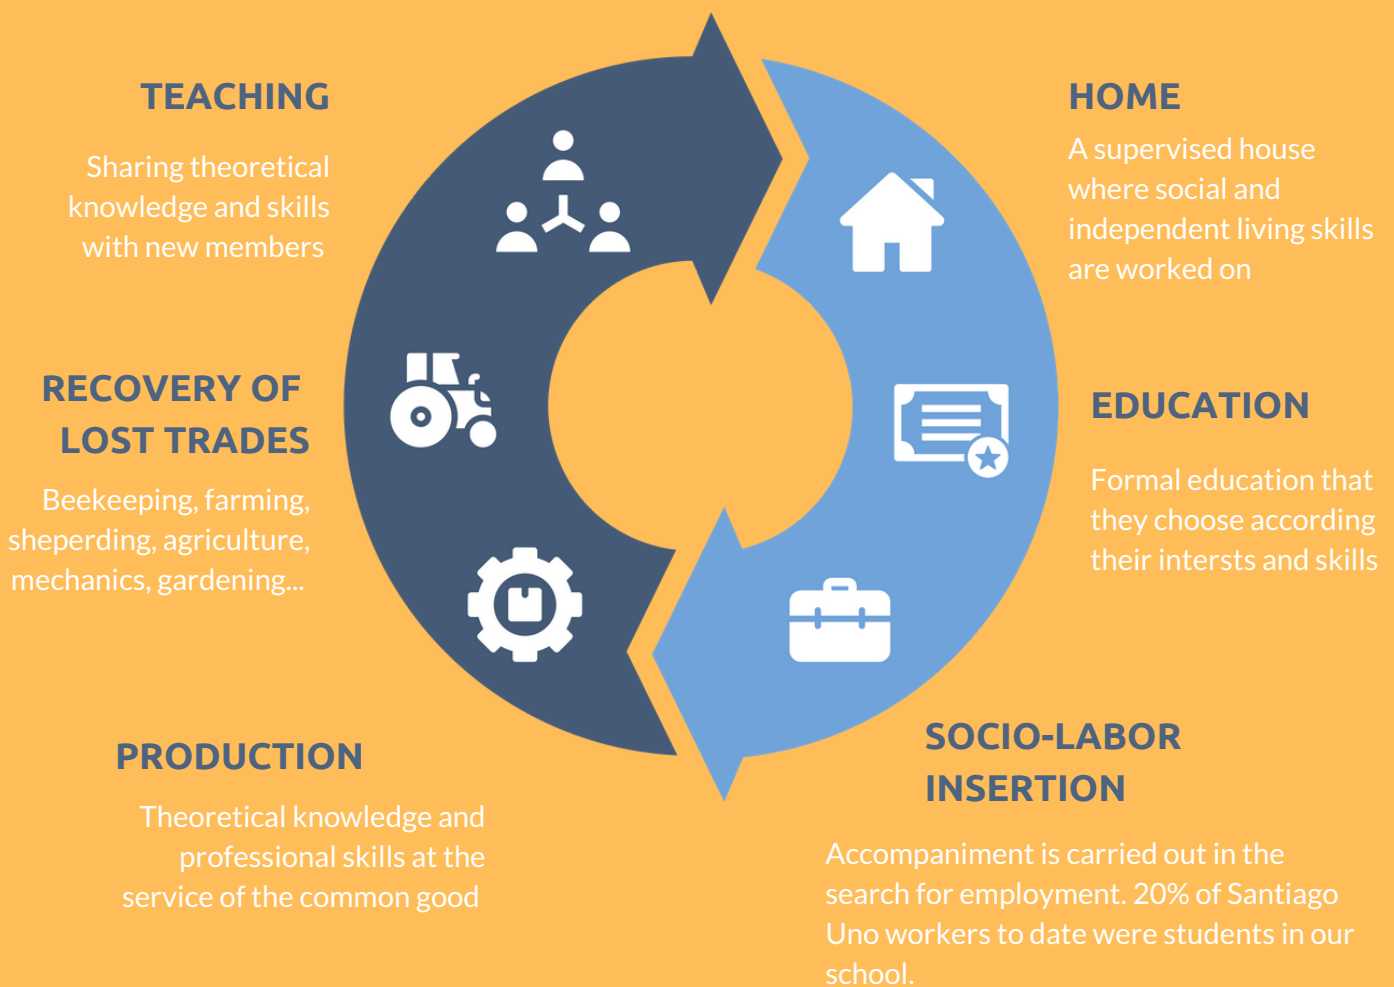 TEACHING
Sharing theoretical
knowledge and skills
with new members
RECOVERY OF
LOST TRADES
Beekeeping, farming,
sheperding, agriculture,
mechanics, gardening...
PRODUCTION
Theoretical knowledge and
professional skills at the
service of the common good
HOME
A supervised house
where social and
independent living skills
are worked on
EDUCATION
Formal education that
they choose according
their intersts and skills
SOCIO-LABOR
INSERTION
Accompaniment is carried out in the
search for employment. 20% of Santiago
Uno workers to date were students in our
school.